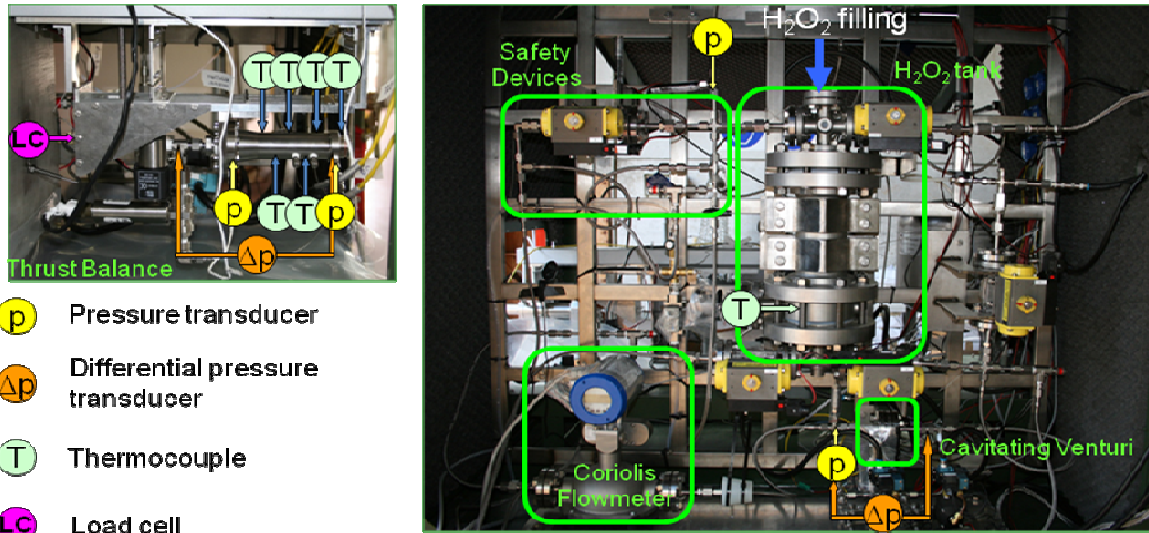 T T T T
LC
p T T p
Δp
Thrust Balance
p Pressure transducer
Δp Differential pressure
transducer
T Thermocouple
LC Load cell
H₂O₂ filling
p
Safety
Devices
H₂O₂ tank
T
Coriolis
Flowmeter
Cavitating Venturi
p
Δp